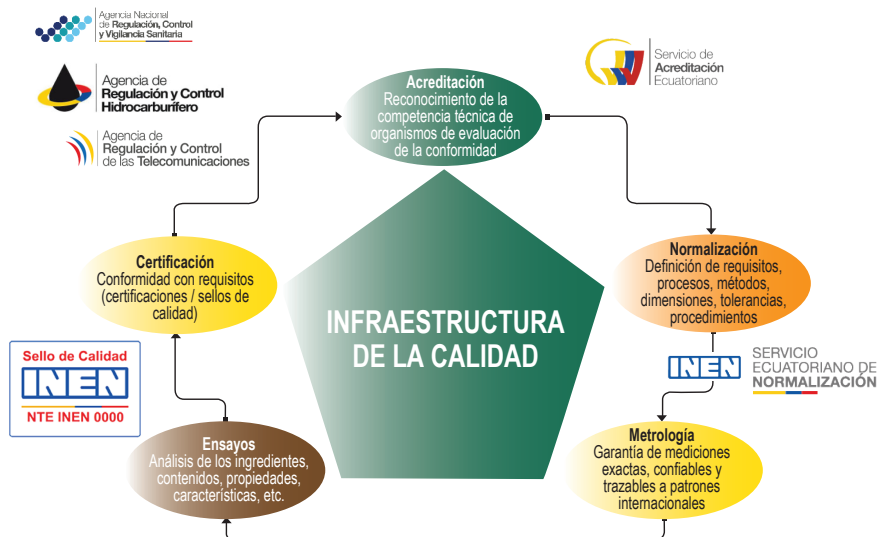 Agencia Nacional
de Regulación, Control
y Vigilancia Sanitaria
Agencia de
Regulación y Control
Hidrocarburífero
Agencia de
Regulación y Control
de las Telecomunicaciones
Acreditación
Reconocimiento de la
competencia técnica de
organismos de evaluación
de la conformidad
Servicio de
Acreditación
Ecuatoriano
Certificación
Conformidad con requisitos
(certificaciones / sellos de
calidad)
Normalización
Definición de requisitos,
procesos, métodos,
dimensiones, tolerancias,
procedimientos
INFRAESTRUCTURA
DE LA CALIDAD
Sello de Calidad
INEN
NTE INEN 0000
INEN
SERVICIO
ECUATORIANO DE
NORMALIZACIÓN
Ensayos
Análisis de los ingredientes,
contenidos, propiedades,
características, etc.
Metrología
Garantía de mediciones
exactas, confiables y
trazables a patrones
internacionales